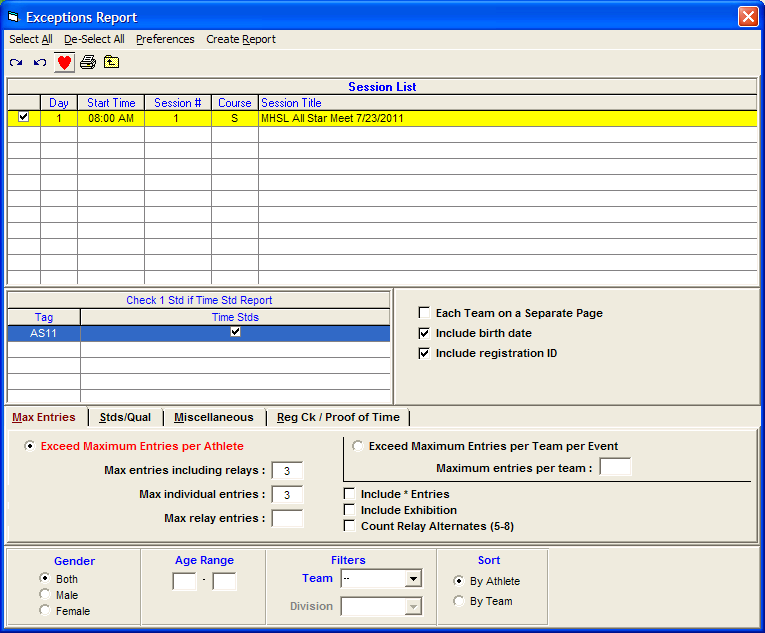 Exceptions Report
Select All De-Select All Preferences Create Report
Session List
Day Start Time Session # Course Session Title
1 08:00 AM 1 S MHSL All Star Meet 7/23/2011
Check 1 Std if Time Std Report
Tag Time Stds
AS11
Each Team on a Separate Page
Include birth date
Include registration ID
Max Entries Stds/Qual Miscellaneous Reg Ck / Proof of Time
Exceed Maximum Entries per Athlete
Max entries including relays : 3
Max individual entries : 3
Max relay entries :
Exceed Maximum Entries per Team per Event
Maximum entries per team :
Include * Entries
Include Exhibition
Count Relay Alternates (5-8)
Gender
Both
Male
Female
Age Range
-
Filters
Team --
Division
Sort
By Athlete
By Team